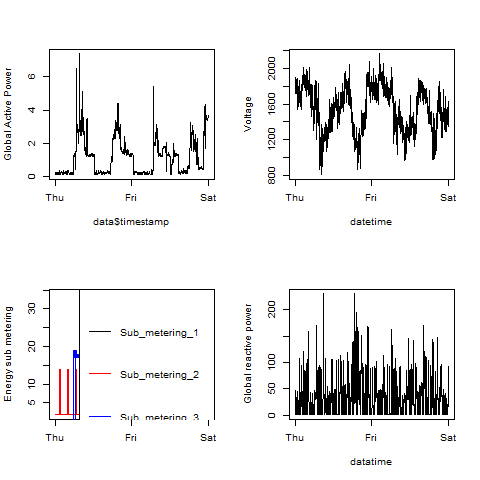 Global Active Power
0 2 4 6
Thu Fri Sat
data$timestamp
Voltage
800 1200 1600 2000
Thu Fri Sat
datetime
Energy sub metering
5 10 20 30
Sub_metering_1
Sub_metering_2
Sub_metering_3
Thu Fri Sat
Global reactive power
0 50 100 200
Thu Fri Sat
datatime